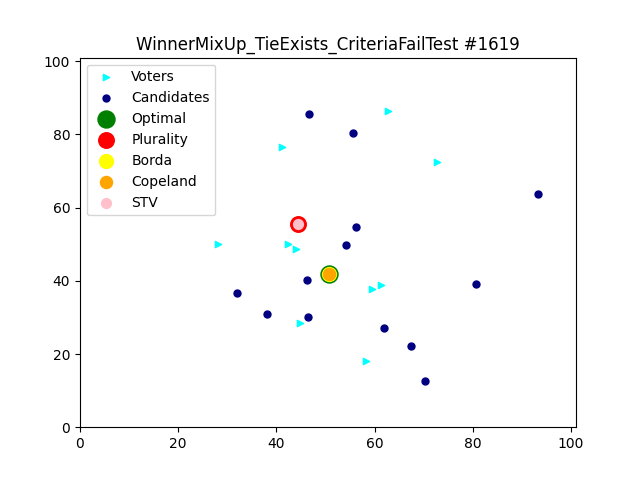 WinnerMixUp_TieExists_CriteriaFailTest #1619
100
80
60
40
20
0
Voters
Candidates
Optimal
Plurality
Borda
Copeland
STV
0 20 40 60 80 100